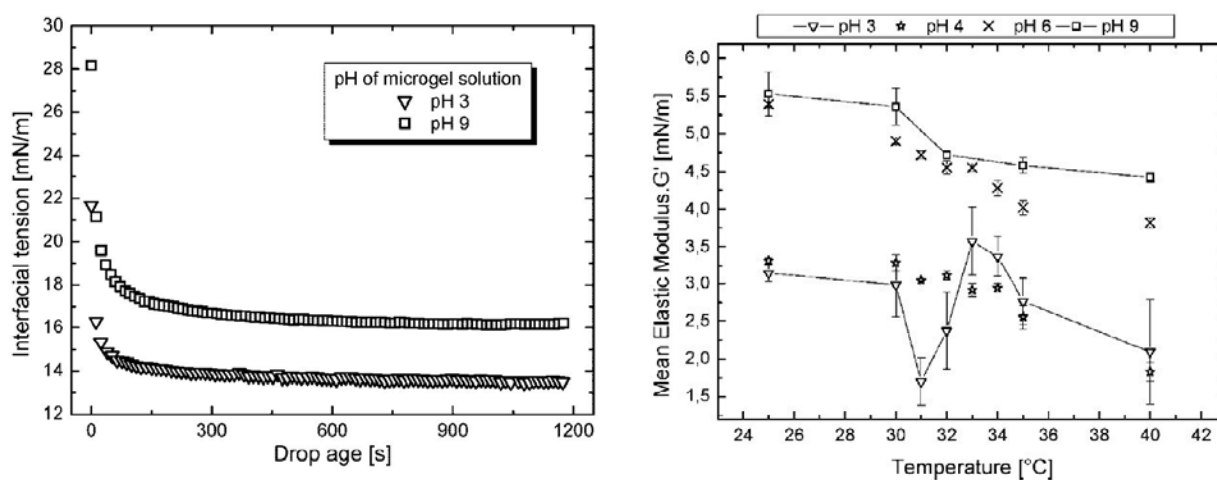 30
28
26
24
22
20
18
16
14
12
Interfacial tension [mN/m]
pH of microgel solution
pH 3
pH 9
0 300 600 900 1200
Drop age [s]
pH 3 pH 4 pH 6 pH 9
6,0
5,5
5,0
4,5
4,0
3,5
3,0
2,5
2,0
1,5
Mean Elastic Modulus.G' [mN/m]
24 26 28 30 32 34 36 38 40 42
Temperature [°C]